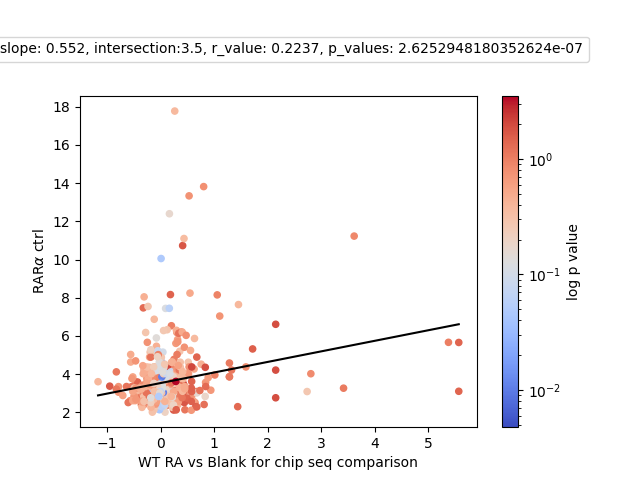 slope: 0.552, intersection:3.5, r_value: 0.2237, p_values: 2.6252948180352624e-07
18
16
14
12
10
8
6
4
2
RARα ctrl
−1 0 1 2 3 4 5
WT RA vs Blank for chip seq comparison
10⁰
10⁻¹
10⁻²
log p value